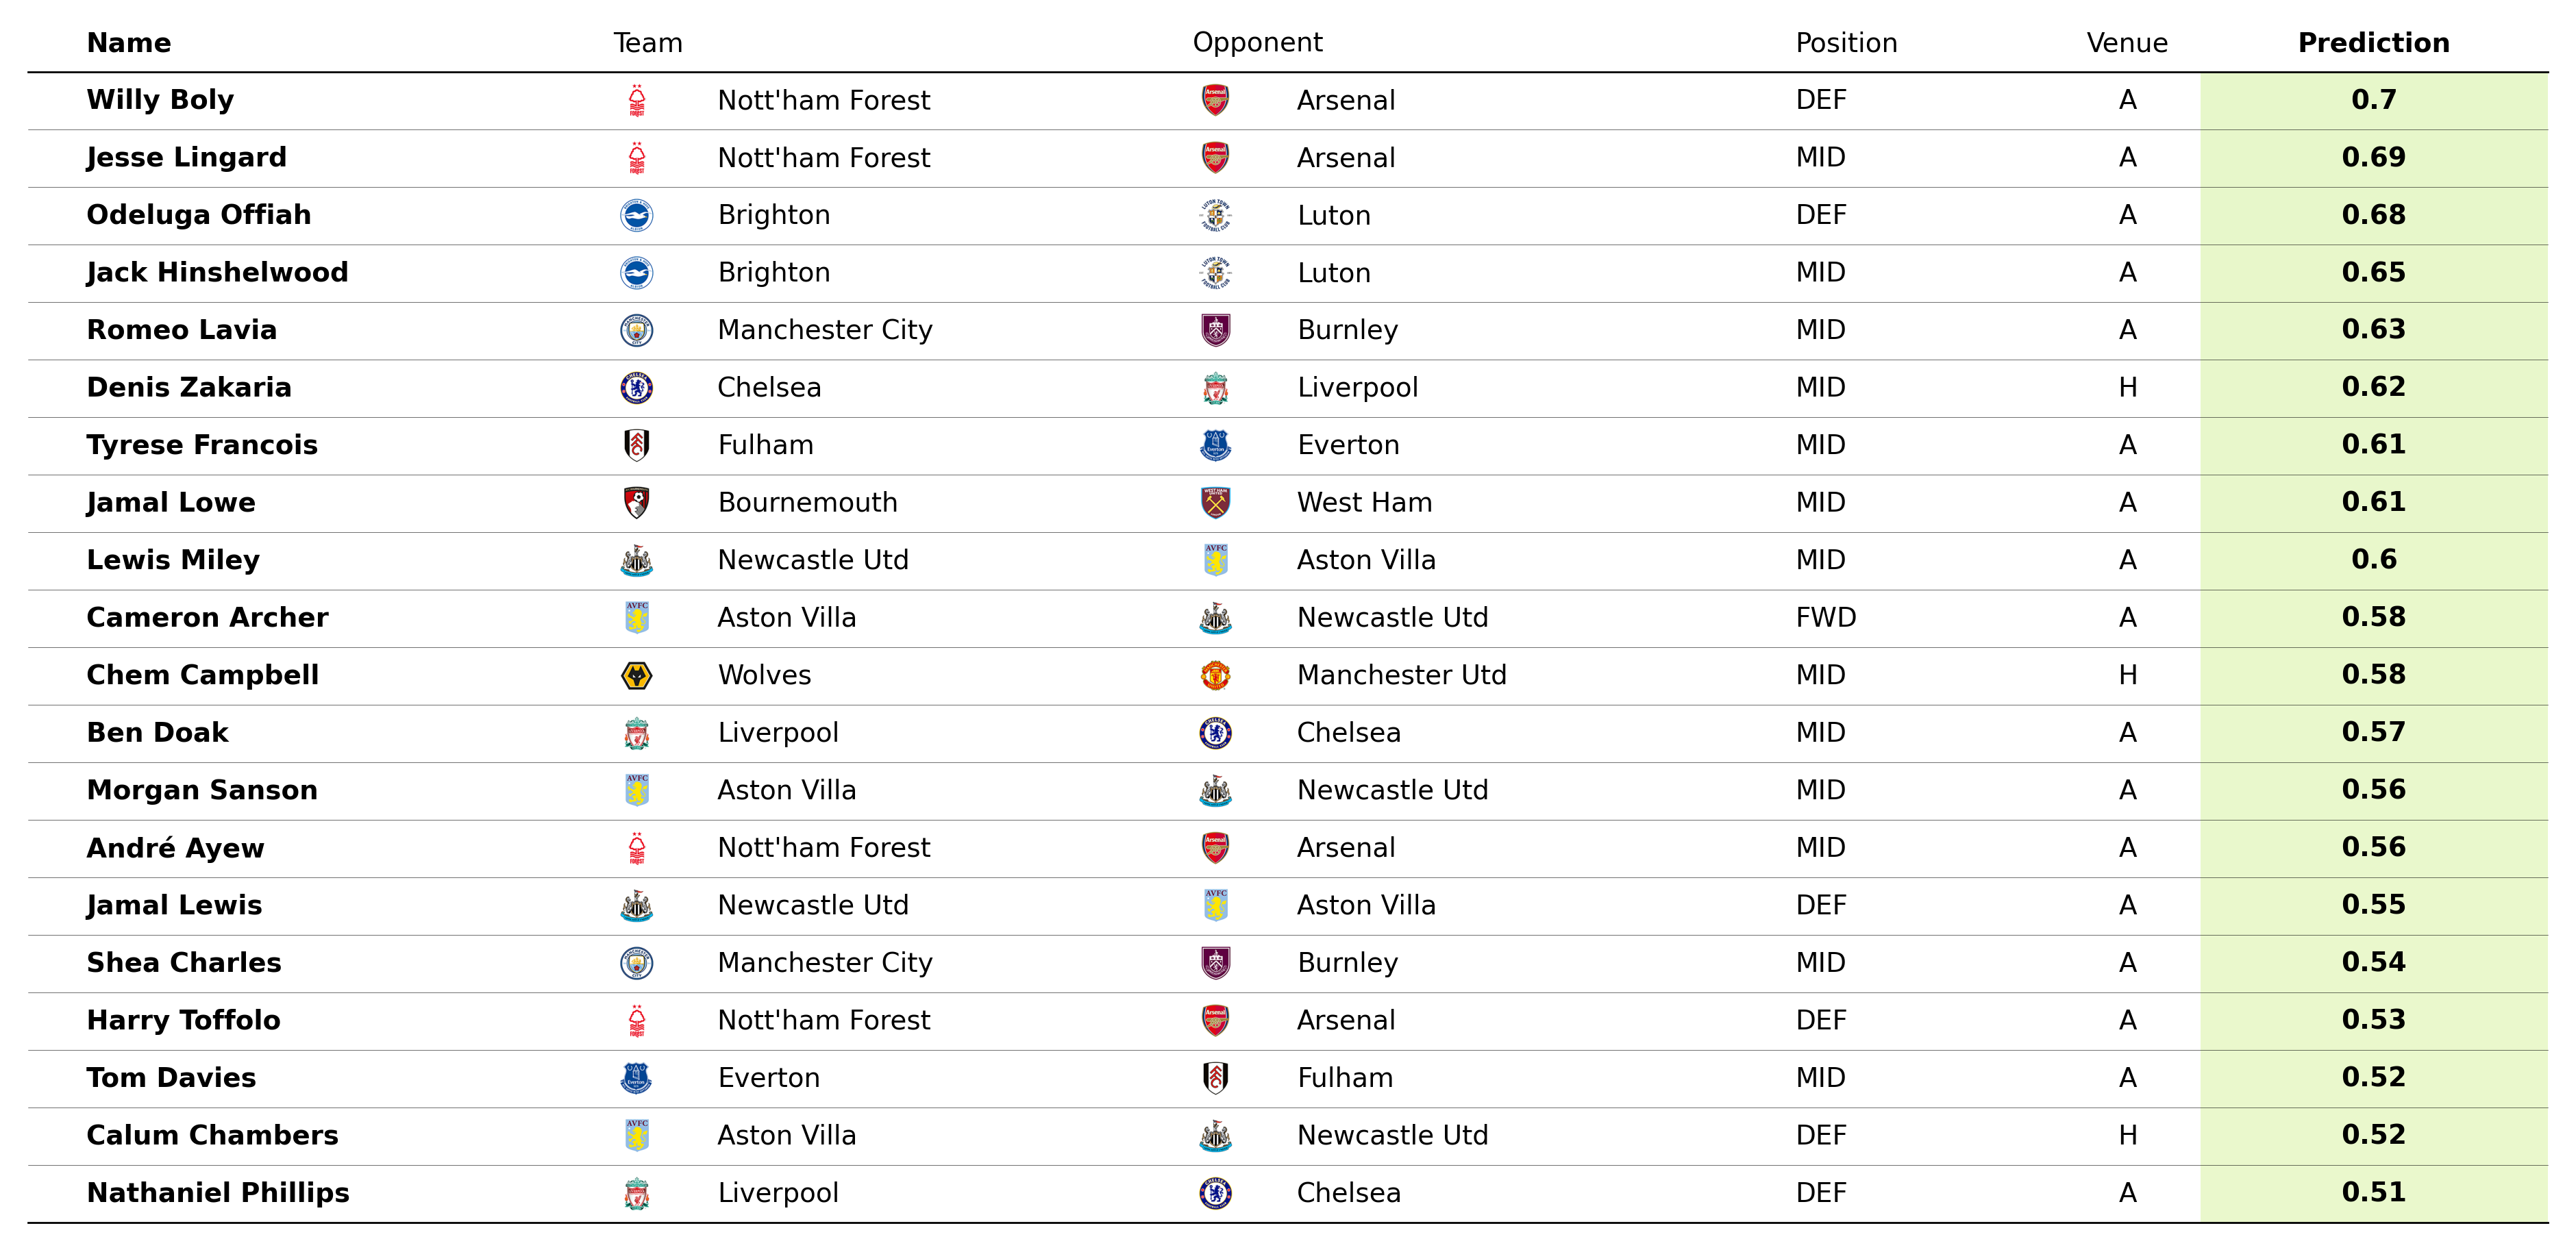 Name Team Opponent Position Venue Prediction
Willy Boly Nott'ham Forest Arsenal DEF A 0.7
Jesse Lingard Nott'ham Forest Arsenal MID A 0.69
Odeluga Offiah Brighton Luton DEF A 0.68
Jack Hinshelwood Brighton Luton MID A 0.65
Romeo Lavia Manchester City Burnley MID A 0.63
Denis Zakaria Chelsea Liverpool MID H 0.62
Tyrese Francois Fulham Everton MID A 0.61
Jamal Lowe Bournemouth West Ham MID A 0.61
Lewis Miley Newcastle Utd Aston Villa MID A 0.6
Cameron Archer Aston Villa Newcastle Utd FWD A 0.58
Chem Campbell Wolves Manchester Utd MID H 0.58
Ben Doak Liverpool Chelsea MID A 0.57
Morgan Sanson Aston Villa Newcastle Utd MID A 0.56
André Ayew Nott'ham Forest Arsenal MID A 0.56
Jamal Lewis Newcastle Utd Aston Villa DEF A 0.55
Shea Charles Manchester City Burnley MID A 0.54
Harry Toffolo Nott'ham Forest Arsenal DEF A 0.53
Tom Davies Everton Fulham MID A 0.52
Calum Chambers Aston Villa Newcastle Utd DEF H 0.52
Nathaniel Phillips Liverpool Chelsea DEF A 0.51